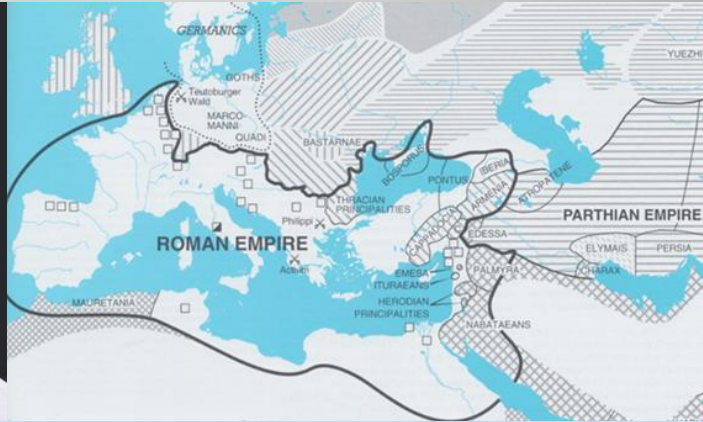 GERMANICS
GOTHS
YUEZHI
Teutoburger
Wald
MARCO-
MANNI
QUADI
BASTARNAE
BOSPORUS
IBERIA
PONTUS
ARMENIA
ATROPATENE
THRACIAN
PRINCIPALITIES
Philippi
CAPPADOCIA
PARTHIAN EMPIRE
ROMAN EMPIRE
EDESSA
Actium
ELYMAIS
PERSIA
EMESA
PALMYRA
CHARAX
ITURAEANS
MAURETANIA
HERODIAN
PRINCIPALITIES
NABATAEANS